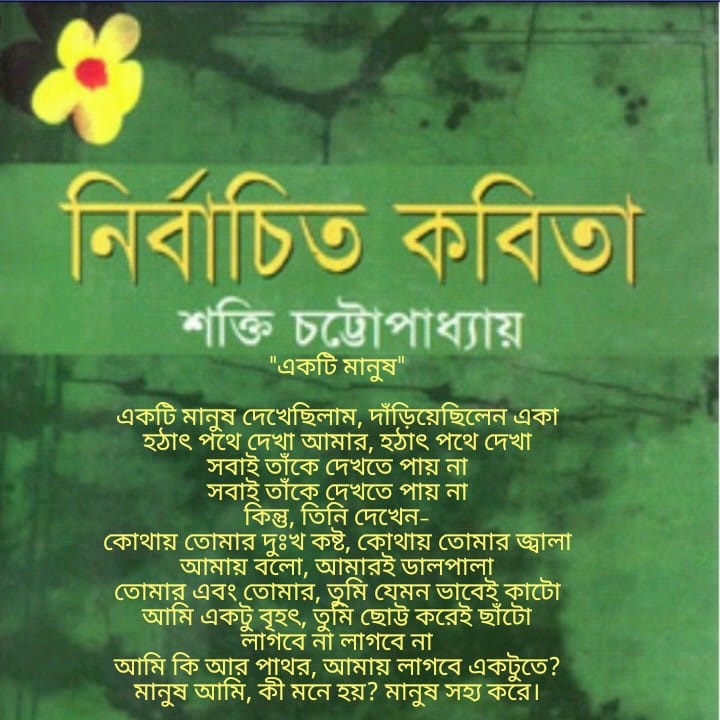 নির্বাচিত কবিতা
শক্তি চট্টোপাধ্যায়
"একটি মানুষ"
একটি মানুষ দেখেছিলাম, দাঁড়িয়েছিলেন একা
হঠাৎ পথে দেখা আমার, হঠাৎ পথে দেখা
সবাই তাঁকে দেখতে পায় না
সবাই তাঁকে দেখতে পায় না
কিন্তু, তিনি দেখেন-
কোথায় তোমার দুঃখ কষ্ট, কোথায় তোমার জ্বালা
আমায় বলো, আমারই ডালপালা
তোমার এবং তোমার, তুমি যেমন ভাবেই কাটো
আমি একটু বৃহৎ, তুমি ছোট্ট করেই ছাঁটো
লাগবে না লাগবে না
আমি কি আর পাথর, আমায় লাগবে একটুতে?
মানুষ আমি, কী মনে হয়? মানুষ সহ্য করে।